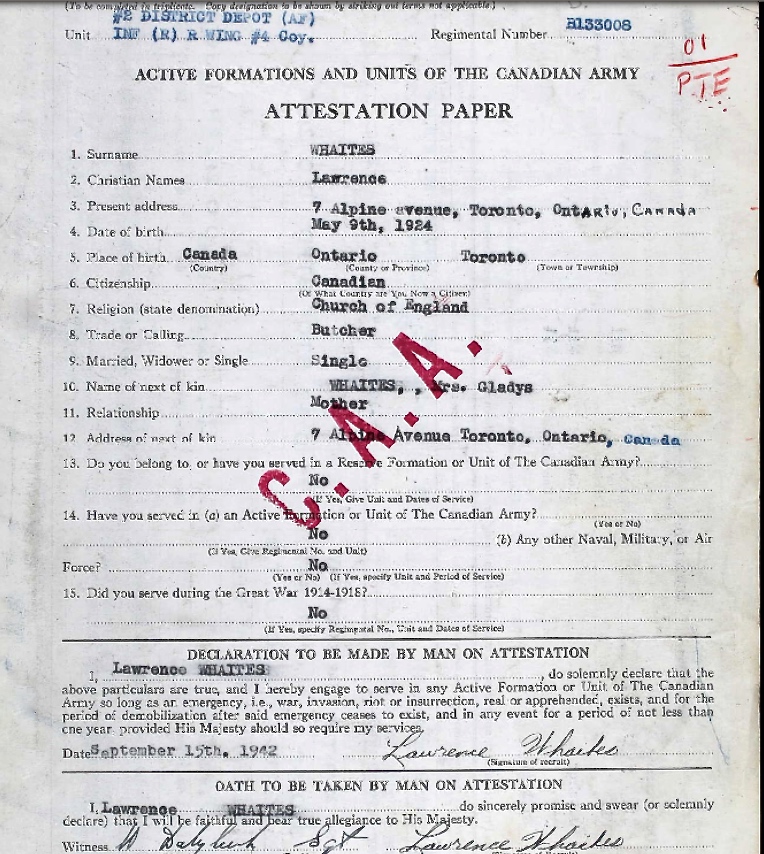 (To be completed in triplicate. Copy designation to be shown by striking out terms not applicable)
#2 DISTRICT DEPOT (AF)
Unit INF (R) R WING #4 Coy. Regimental Number B133008
01
PTE
ACTIVE FORMATIONS AND UNITS OF THE CANADIAN ARMY
ATTESTATION PAPER
1. Surname WHAITES
2. Christian Names Lawrence
3. Present address 7 Alpine avenue, Toronto, Ontario, Canada
4. Date of birth May 9th, 1924
5. Place of birth Canada Ontario Toronto
(Country) (County or Province) (Town or Township)
6. Citizenship Canadian
(Of What Country are You Now a Citizen)
7. Religion (state denomination) Church of England
8. Trade or Calling Butcher
9. Married, Widower or Single Single
10. Name of next of kin WHAITES, , Mrs. Gladys
11. Relationship Mother
12 Address of next of kin 7 Alpine Avenue Toronto, Ontario, Canada
C.A.A.
13. Do you belong to, or have you served in a Reserve Formation or Unit of The Canadian Army?
No
(If Yes, Give Unit and Dates of Service)
14. Have you served in (a) an Active Formation or Unit of The Canadian Army?
(Yes or No)
No (b) Any other Naval, Military, or Air
(If Yes, Give Regimental No. and Unit)
Force? No
(Yes or No) (If Yes, specify Unit and Period of Service)
15. Did you serve during the Great War 1914-1918?
No
(If Yes, specify Regimental No., Unit and Dates of Service)
DECLARATION TO BE MADE BY MAN ON ATTESTATION
I, Lawrence WHAITES, do solemnly declare that the
above particulars are true, and I hereby engage to serve in any Active Formation or Unit of The Canadian
Army so long as an emergency, i.e., war, invasion, riot or insurrection, real or apprehended, exists, and for the
period of demobilization after said emergency ceases to exist, and in any event for a period of not less than
one year, provided His Majesty should so require my services.
Date September 15th, 1942 Lawrence Whaites
(Signature of recruit)
OATH TO BE TAKEN BY MAN ON ATTESTATION
I, Lawrence WHAITES do sincerely promise and swear (or solemnly
declare) that I will be faithful and bear true allegiance to His Majesty.
Witness Sgt Lawrence Whaites